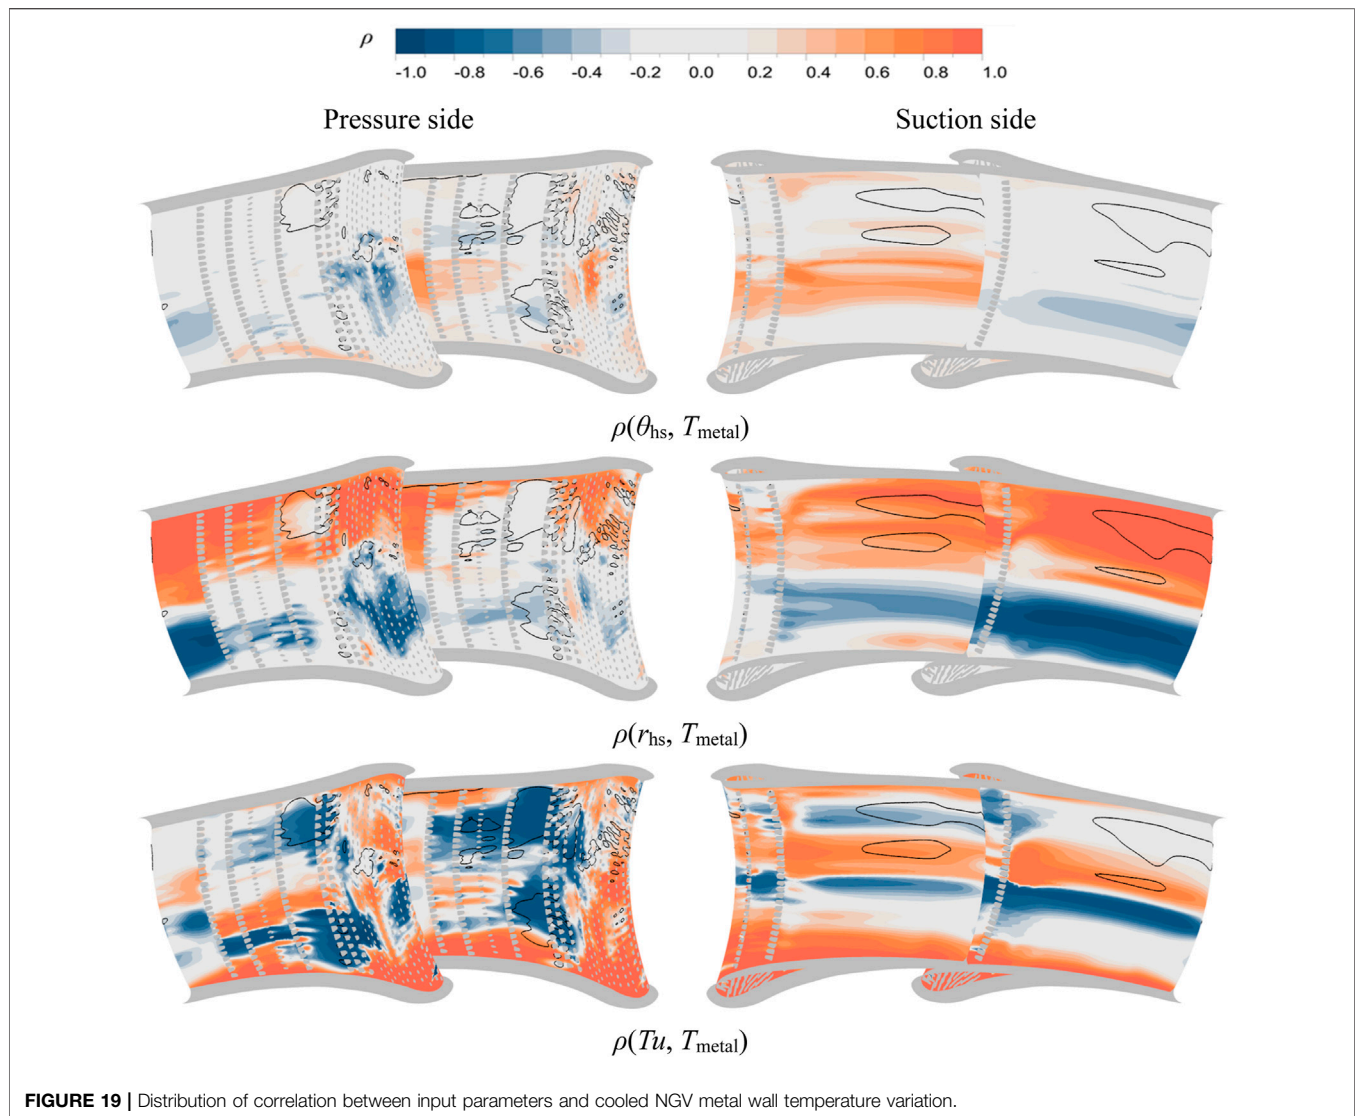 ρ
-1.0 -0.8 -0.6 -0.4 -0.2 0.0 0.2 0.4 0.6 0.8 1.0
Pressure side Suction side
ρ(θhs, Tmetal)
ρ(rhs, Tmetal)
ρ(Tu, Tmetal)
FIGURE 19 | Distribution of correlation between input parameters and cooled NGV metal wall temperature variation.